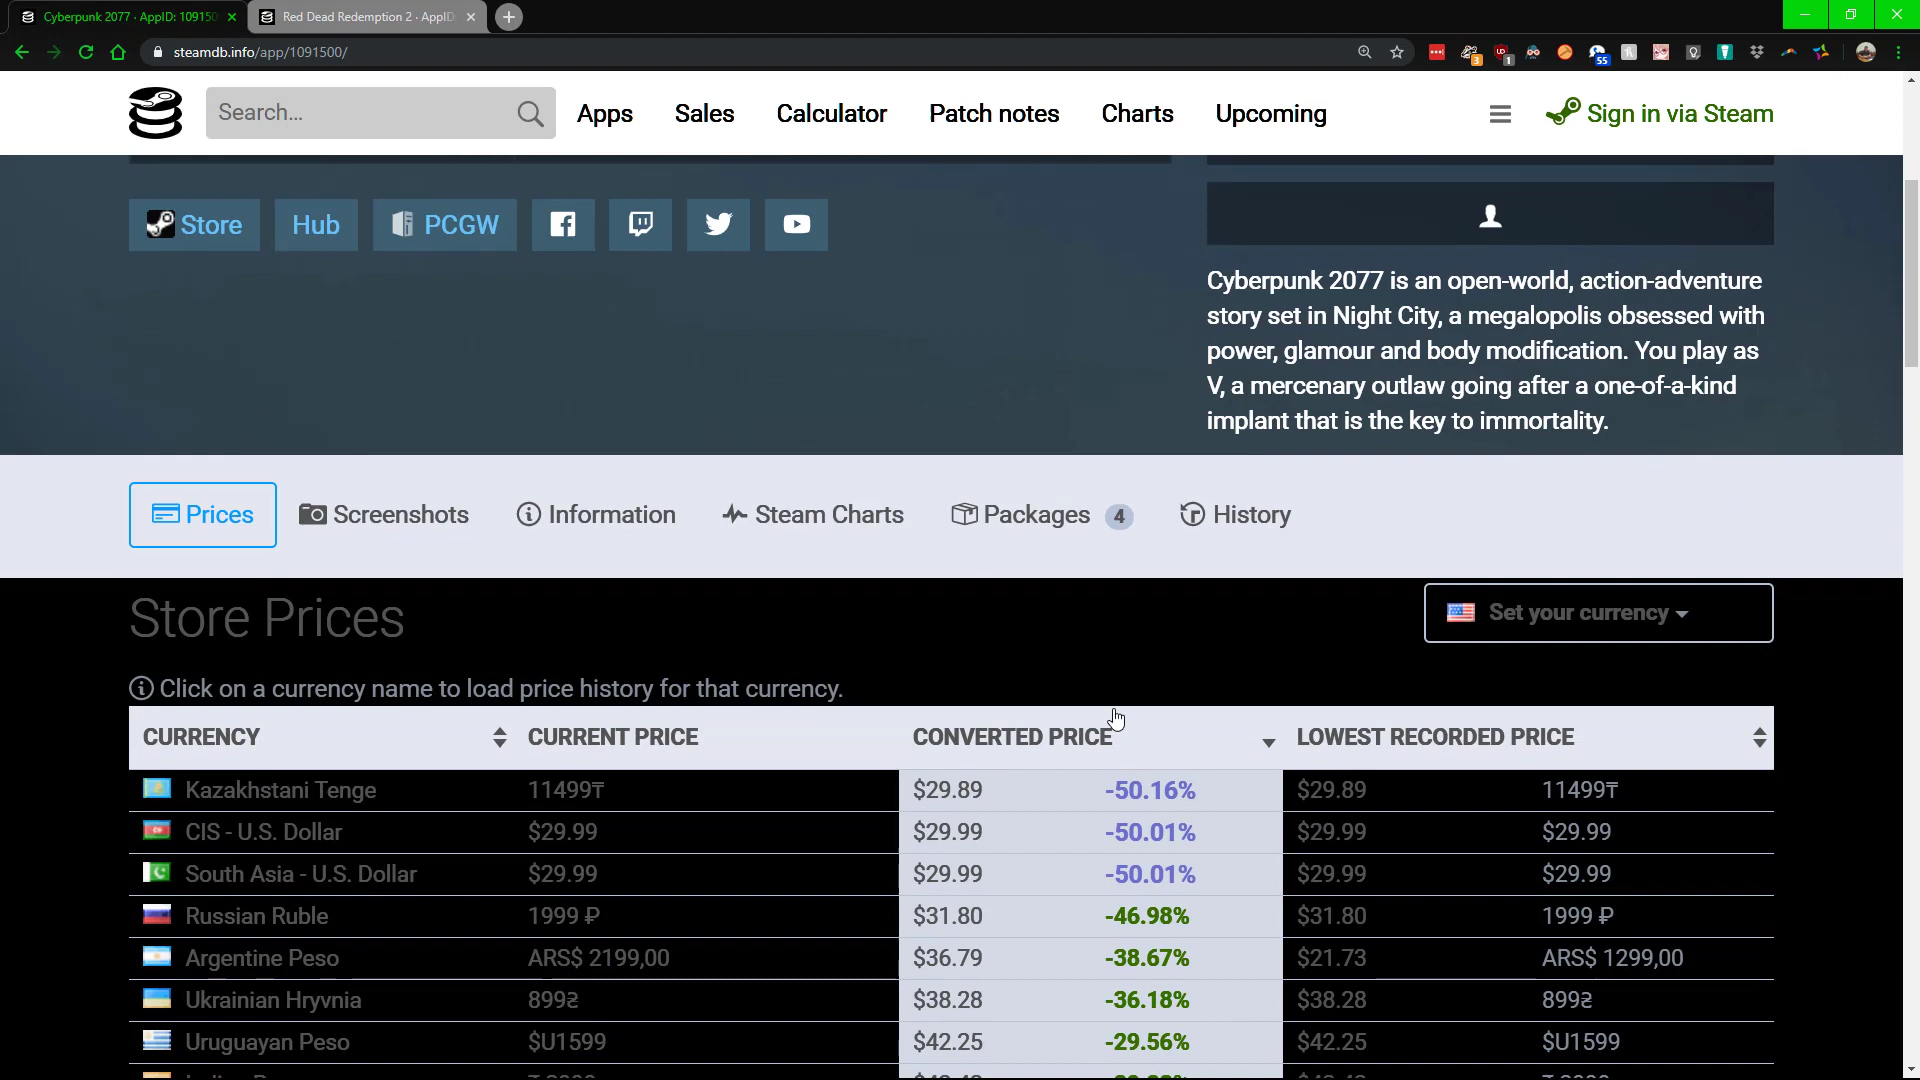 Cyberpunk 2077 · AppID: 10915
Red Dead Redemption 2 · AppID
steamdb.info/app/1091500/
3
1
55
Search...
Apps
Sales
Calculator
Patch notes
Charts
Upcoming
Sign in via Steam
Store
Hub
PCGW
Cyberpunk 2077 is an open-world, action-adventure
story set in Night City, a megalopolis obsessed with
power, glamour and body modification. You play as
V, a mercenary outlaw going after a one-of-a-kind
implant that is the key to immortality.
Prices
Screenshots
Information
Steam Charts
Packages 4
History
Store Prices
Set your currency
Click on a currency name to load price history for that currency.
CURRENCY CURRENT PRICE CONVERTED PRICE LOWEST RECORDED PRICE
Kazakhstani Tenge 11499₸ $29.89 -50.16% $29.89 11499₸
CIS - U.S. Dollar $29.99 $29.99 -50.01% $29.99 $29.99
South Asia - U.S. Dollar $29.99 $29.99 -50.01% $29.99 $29.99
Russian Ruble 1999 ₽ $31.80 -46.98% $31.80 1999 ₽
Argentine Peso ARS$ 2199,00 $36.79 -38.67% $21.73 ARS$ 1299,00
Ukrainian Hryvnia 899₴ $38.28 -36.18% $38.28 899₴
Uruguayan Peso $U1599 $42.25 -29.56% $42.25 $U1599